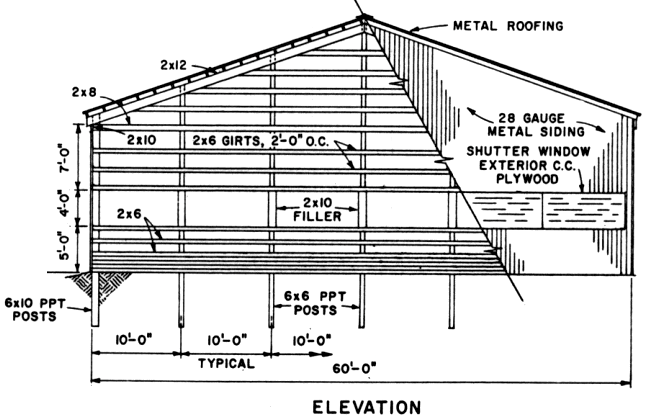 METAL ROOFING
2x12
2x8
2x10
2x6 GIRTS, 2'-0" O.C.
28 GAUGE
METAL SIDING
SHUTTER WINDOW
EXTERIOR C.C.
PLYWOOD
7'-0"
4'-0"
5'-0"
2x10
FILLER
2x6
6x10 PPT
POSTS
6x6 PPT
POSTS
10'-0"
10'-0"
10'-0"
TYPICAL
60'-0"
ELEVATION